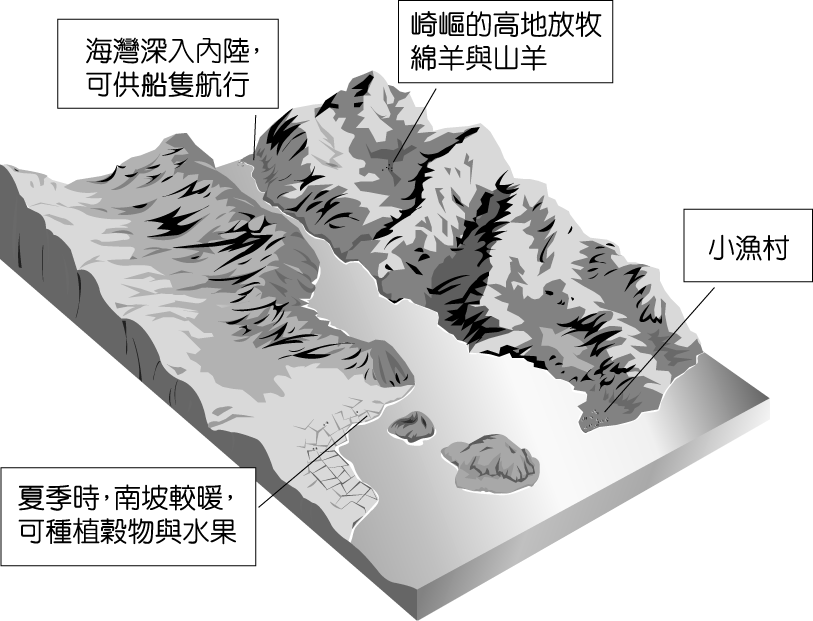 海灣深入內陸，
可供船隻航行
崎嶇的高地放牧
綿羊與山羊
小漁村
夏季時，南坡較暖，
可種植穀物與水果